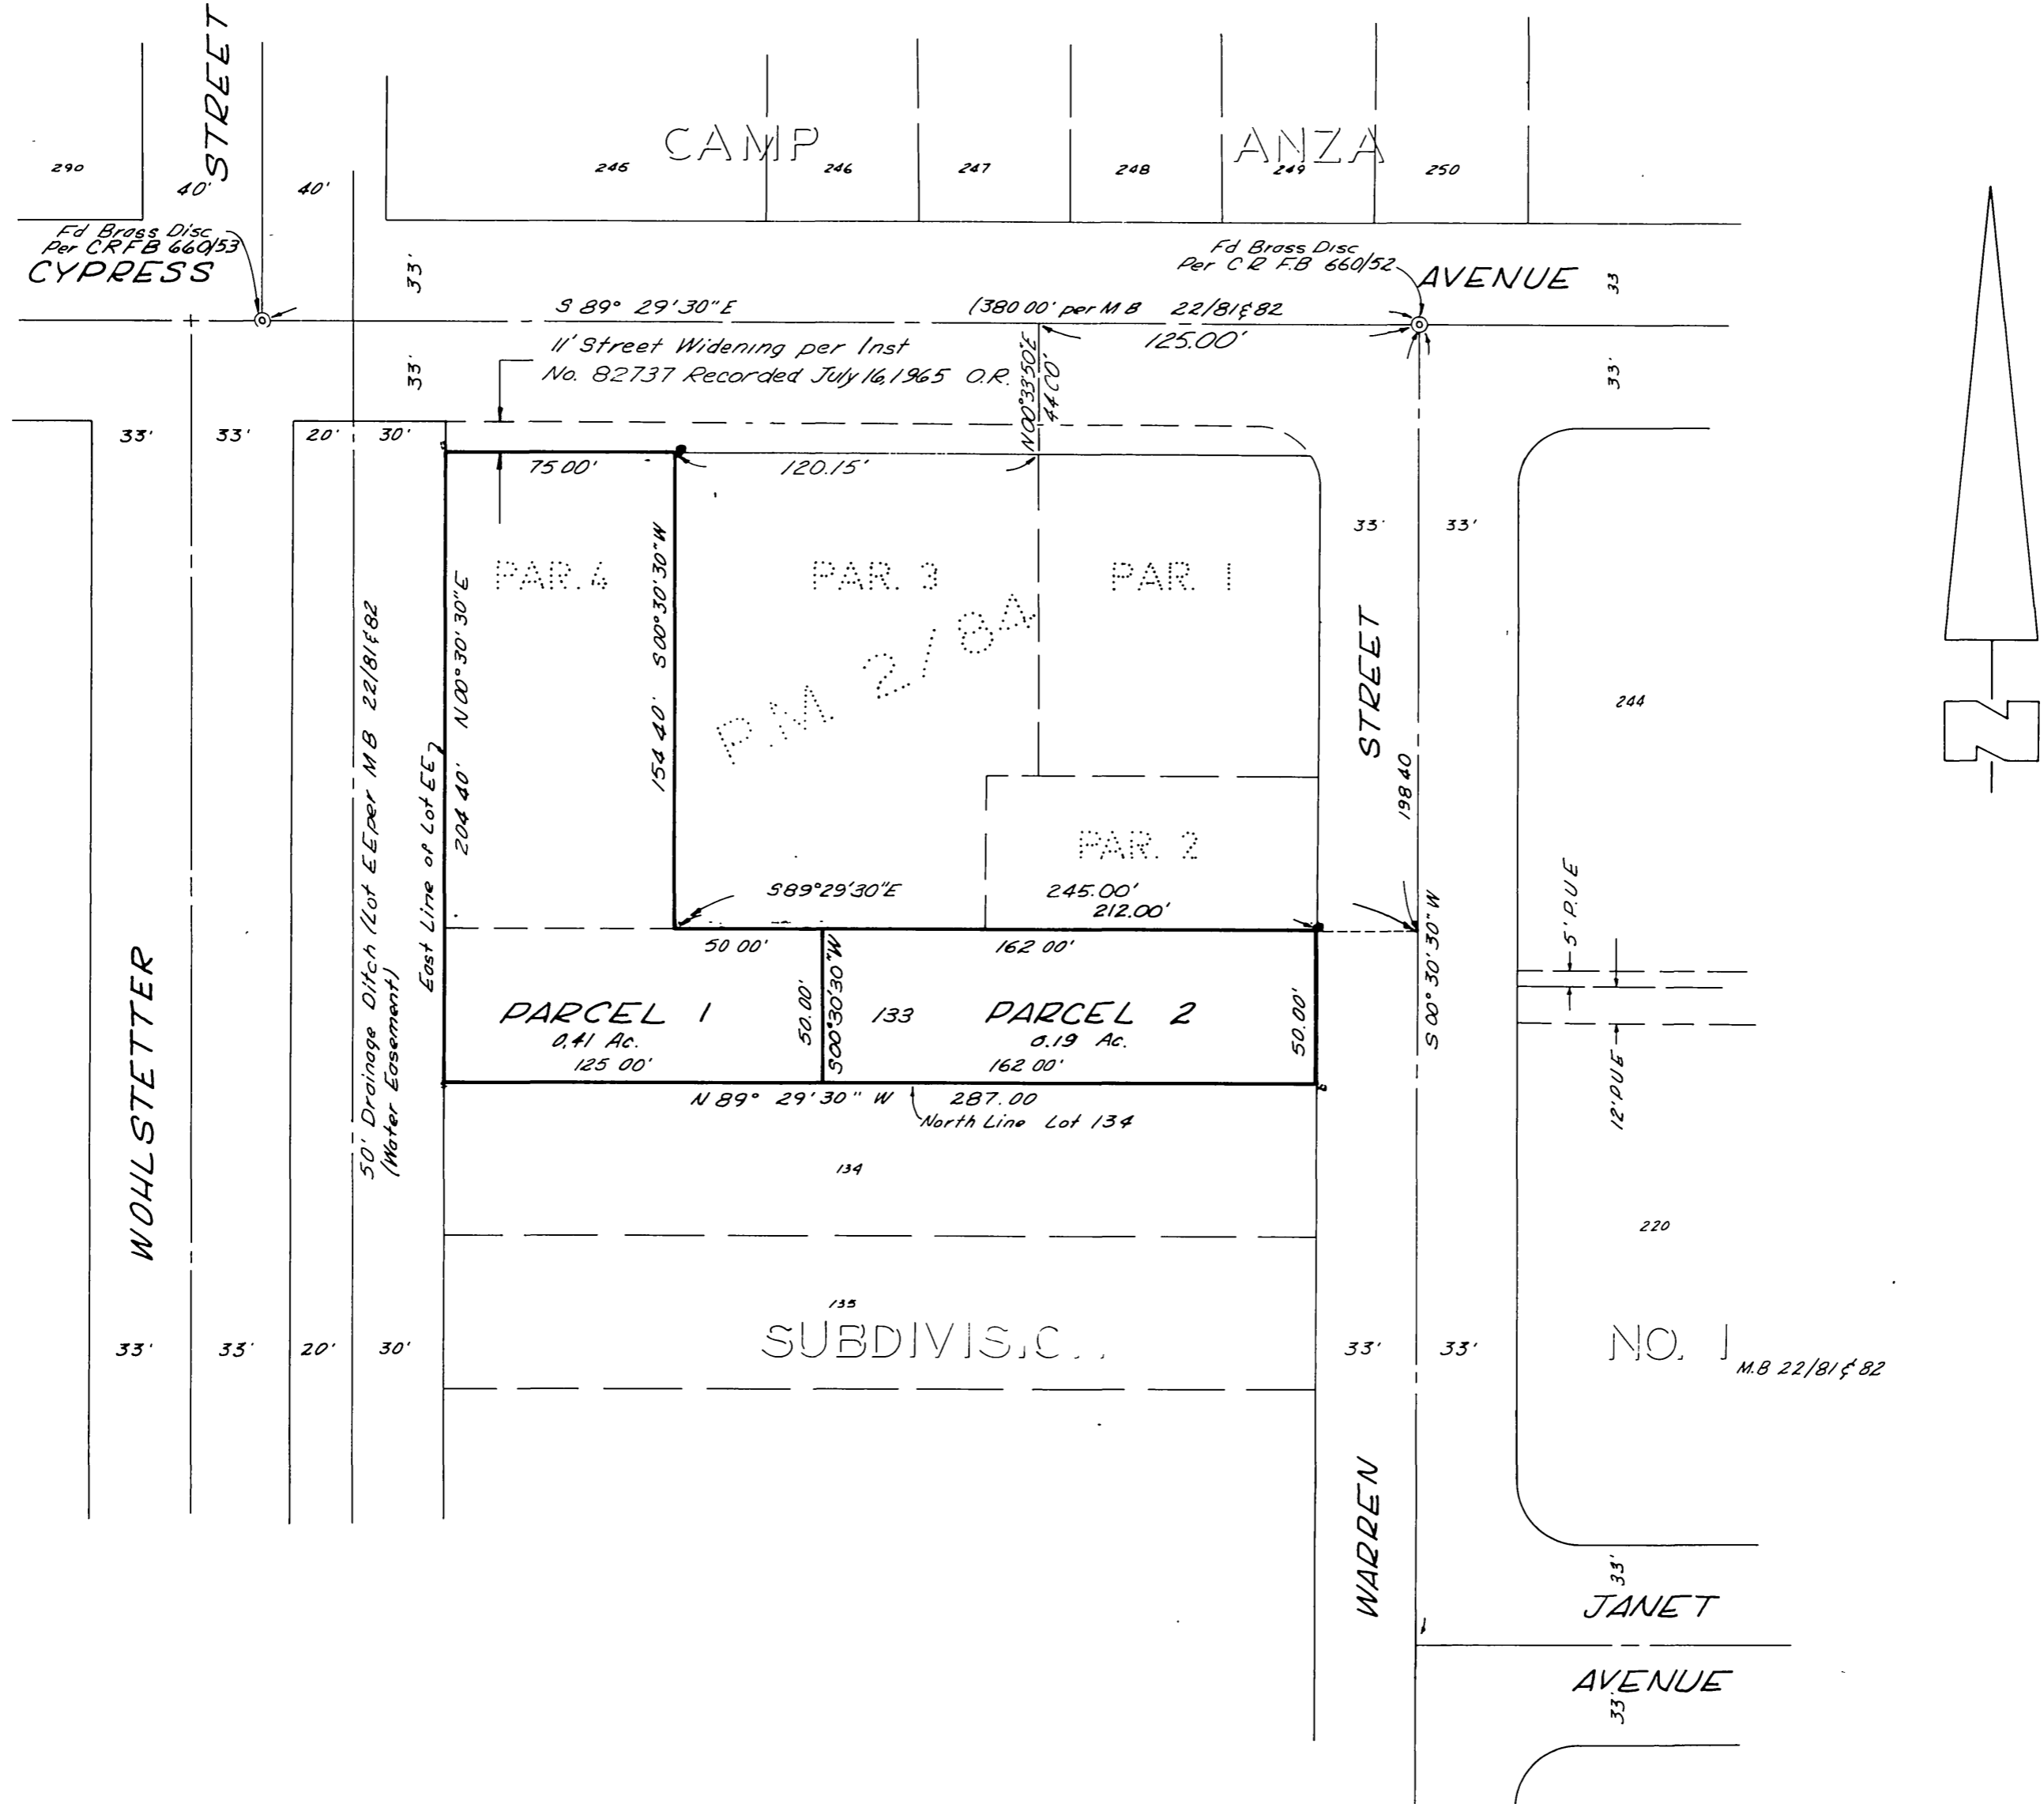 STREET
CAMP ANZA
290
40'
40'
245
246
247
248
249
250
Fd Brass Disc
Per CRFB 660/53
CYPRESS
33'
Fd Brass Disc
Per C R F.B 660/52
AVENUE
33
S 89° 29'30"E
(380 00' per M B 22/81 & 82
125.00'
11' Street Widening per Inst
No. 82737 Recorded July 16, 1965 O.R.
33'
N00°33'50"E
44 00'
33'
33'
33'
20'
30'
75 00'
120.15'
33'
33'
PAR. 4
PAR. 3
PAR. 1
P.M. 2/84
N00°30'30"E
204 40'
S00°30'30"W
154 40'
STREET
198 40
244
50' Drainage Ditch (Lot EE per M B 22/81 & 82
(Water Easement)
East Line of Lot EE
PAR. 2
S89°29'30"E
245.00'
212.00'
50 00'
162 00'
S 00° 30' 30" W
5' P.U.E
12' PUE
WOHLSTETTER
PARCEL 1
0.41 Ac.
125 00'
50.00'
S00°30'30"W
133
PARCEL 2
0.19 Ac.
162 00'
50.00'
N 89° 29'30" W 287.00
North Line Lot 134
134
220
135
SUBDIVIS
NO. 1
M.B 22/81 & 82
33'
33'
20'
30'
33'
33'
WARREN
33'
JANET
AVENUE
33'
N